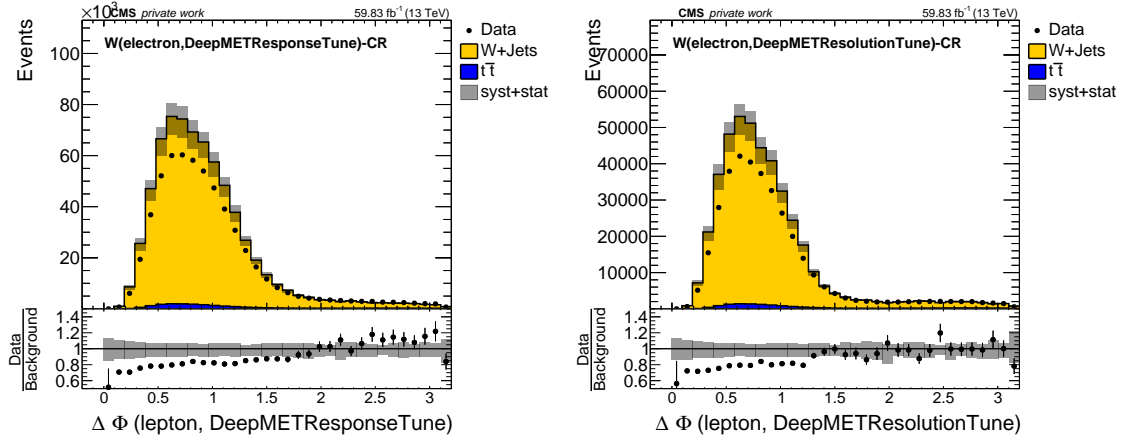 ×10³
CMS private work
59.83 fb⁻¹ (13 TeV)
W(electron,DeepMETResponseTune)-CR
Events
100
80
60
40
20
Data
W+Jets
tt̅
syst+stat
Data
Background
1.4
1.2
1
0.8
0.6
0 0.5 1 1.5 2 2.5 3
Δ Φ (lepton, DeepMETResponseTune)
CMS private work
59.83 fb⁻¹ (13 TeV)
W(electron,DeepMETResolutionTune)-CR
Events
70000
60000
50000
40000
30000
20000
10000
Data
W+Jets
tt̅
syst+stat
Data
Background
1.4
1.2
1
0.8
0.6
0 0.5 1 1.5 2 2.5 3
Δ Φ (lepton, DeepMETResolutionTune)